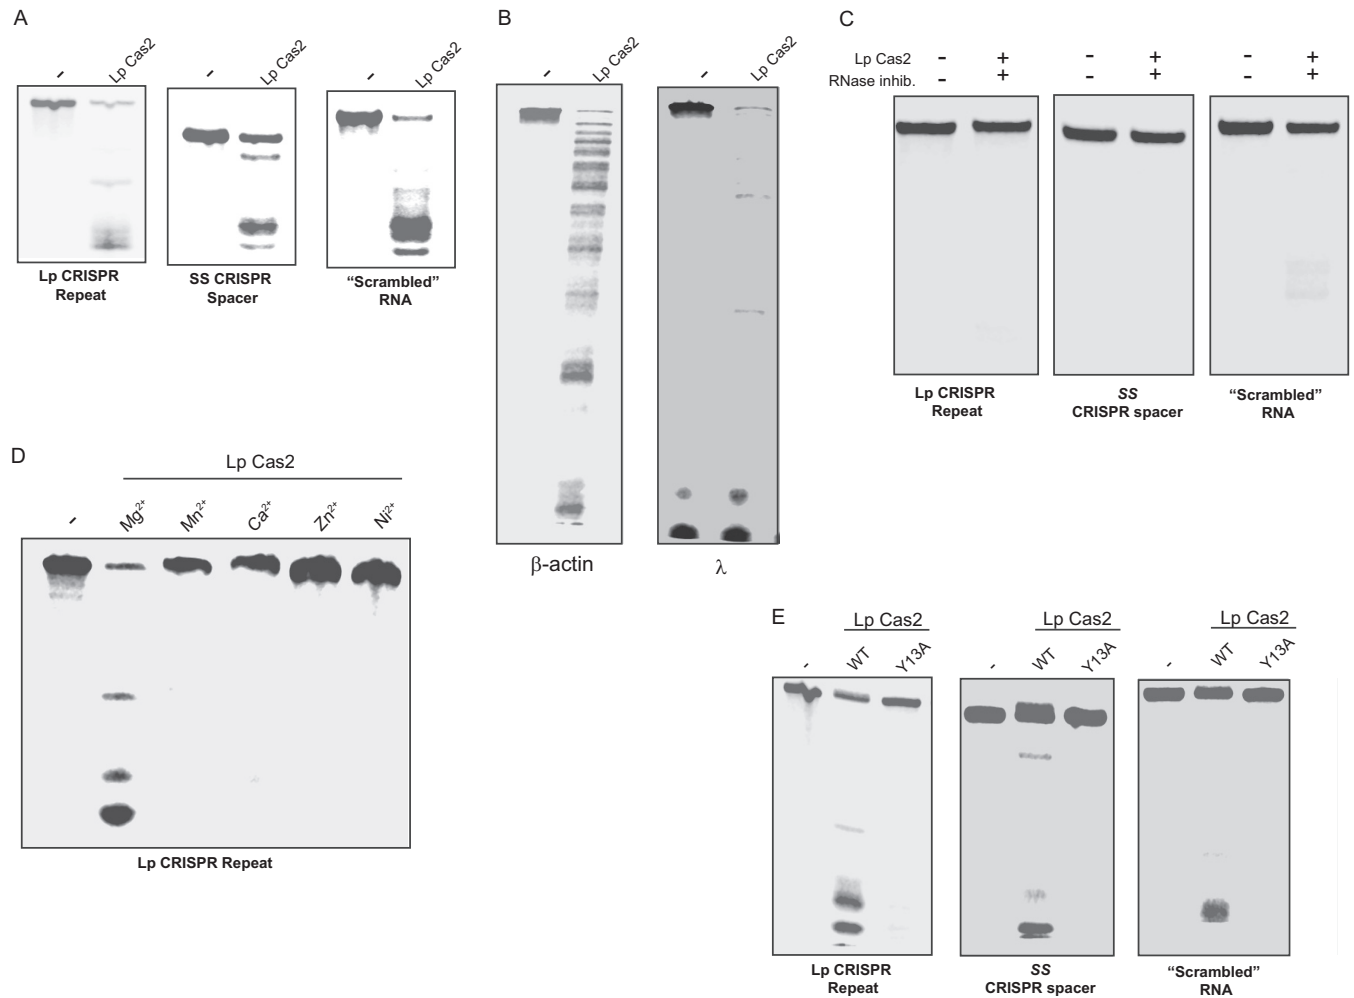 A
-
Lp Cas2
-
Lp Cas2
-
Lp Cas2
Lp CRISPR
Repeat
SS CRISPR
Spacer
“Scrambled”
RNA
B
-
Lp Cas2
-
Lp Cas2
β-actin
λ
C
Lp Cas2 - + - + - +
RNase inhib. - + - + - +
Lp CRISPR
Repeat
SS
CRISPR spacer
“Scrambled”
RNA
D
Lp Cas2
- Mg²⁺ Mn²⁺ Ca²⁺ Zn²⁺ Ni²⁺
Lp CRISPR Repeat
E
Lp Cas2
- WT Y13A
Lp CRISPR
Repeat
Lp Cas2
- WT Y13A
SS
CRISPR spacer
Lp Cas2
- WT Y13A
“Scrambled”
RNA